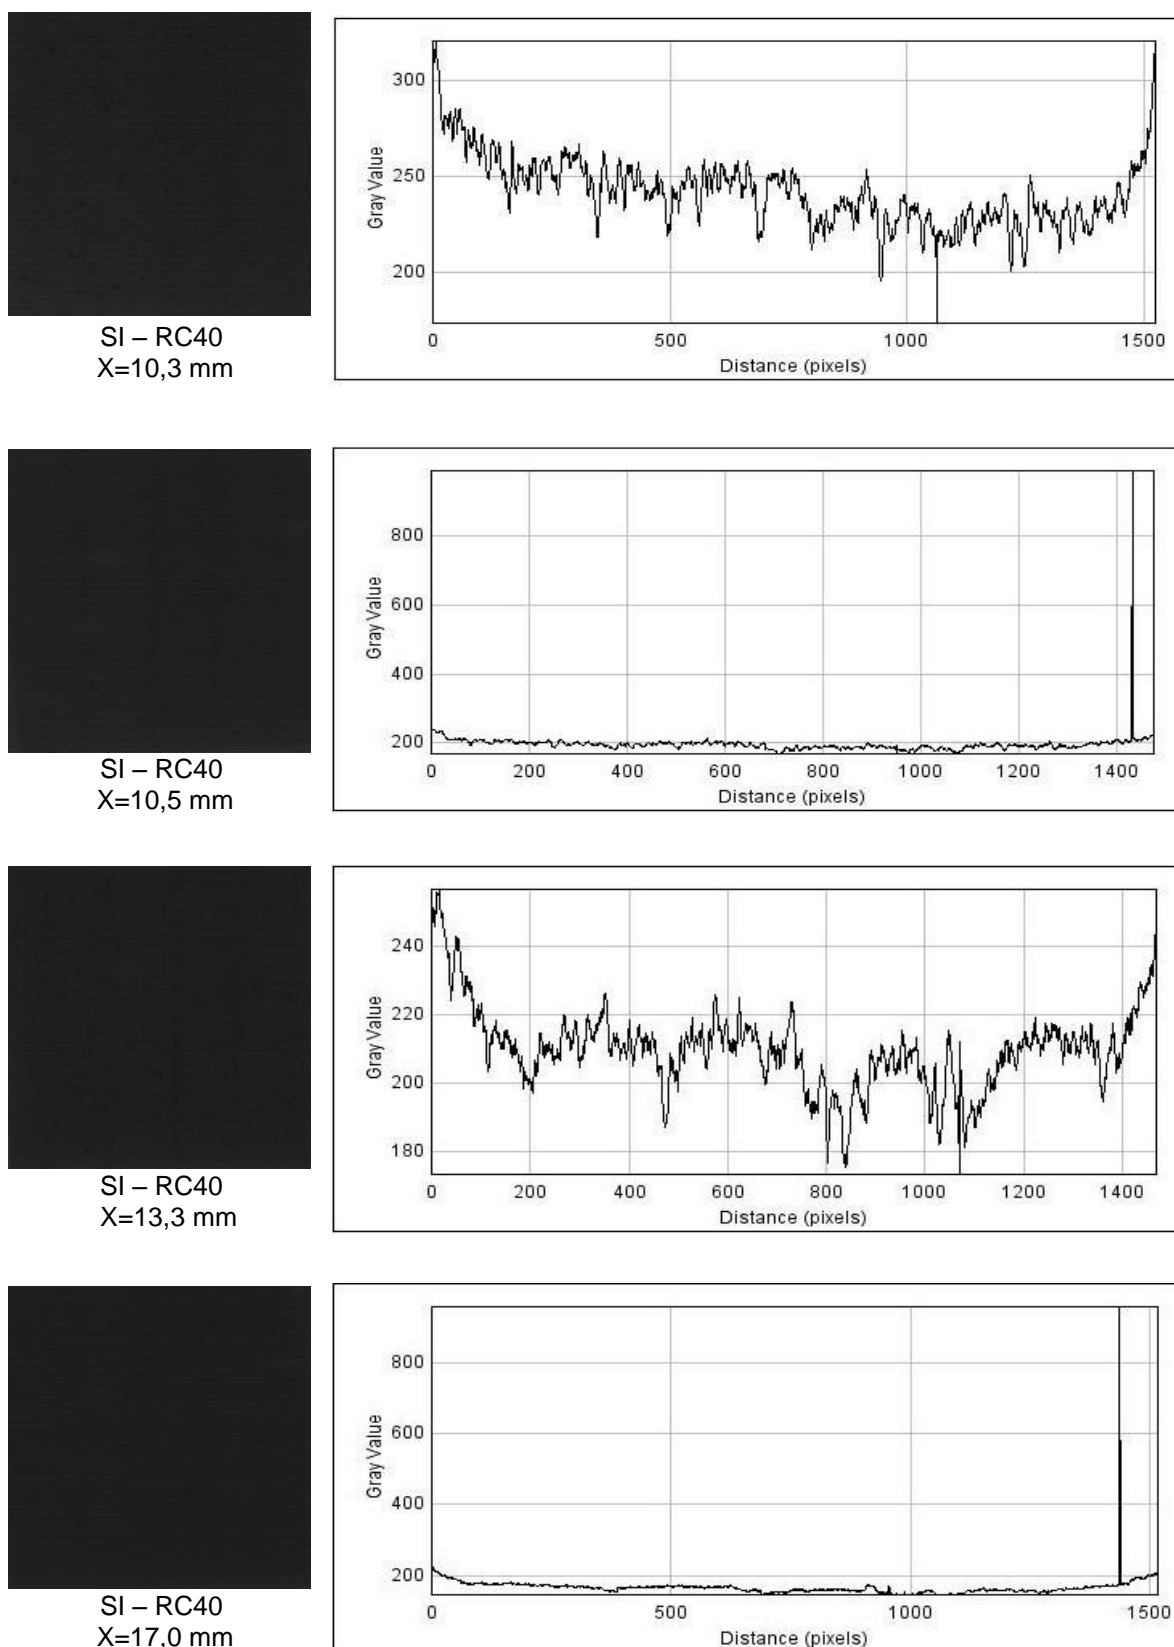 300
250
200
Gray Value
0 500 1000 1500
Distance (pixels)
SI – RC40
X=10,3 mm
800
600
400
200
Gray Value
0 200 400 600 800 1000 1200 1400
Distance (pixels)
SI – RC40
X=10,5 mm
240
220
200
180
Gray Value
0 200 400 600 800 1000 1200 1400
Distance (pixels)
SI – RC40
X=13,3 mm
800
600
400
200
Gray Value
0 500 1000 1500
Distance (pixels)
SI – RC40
X=17,0 mm